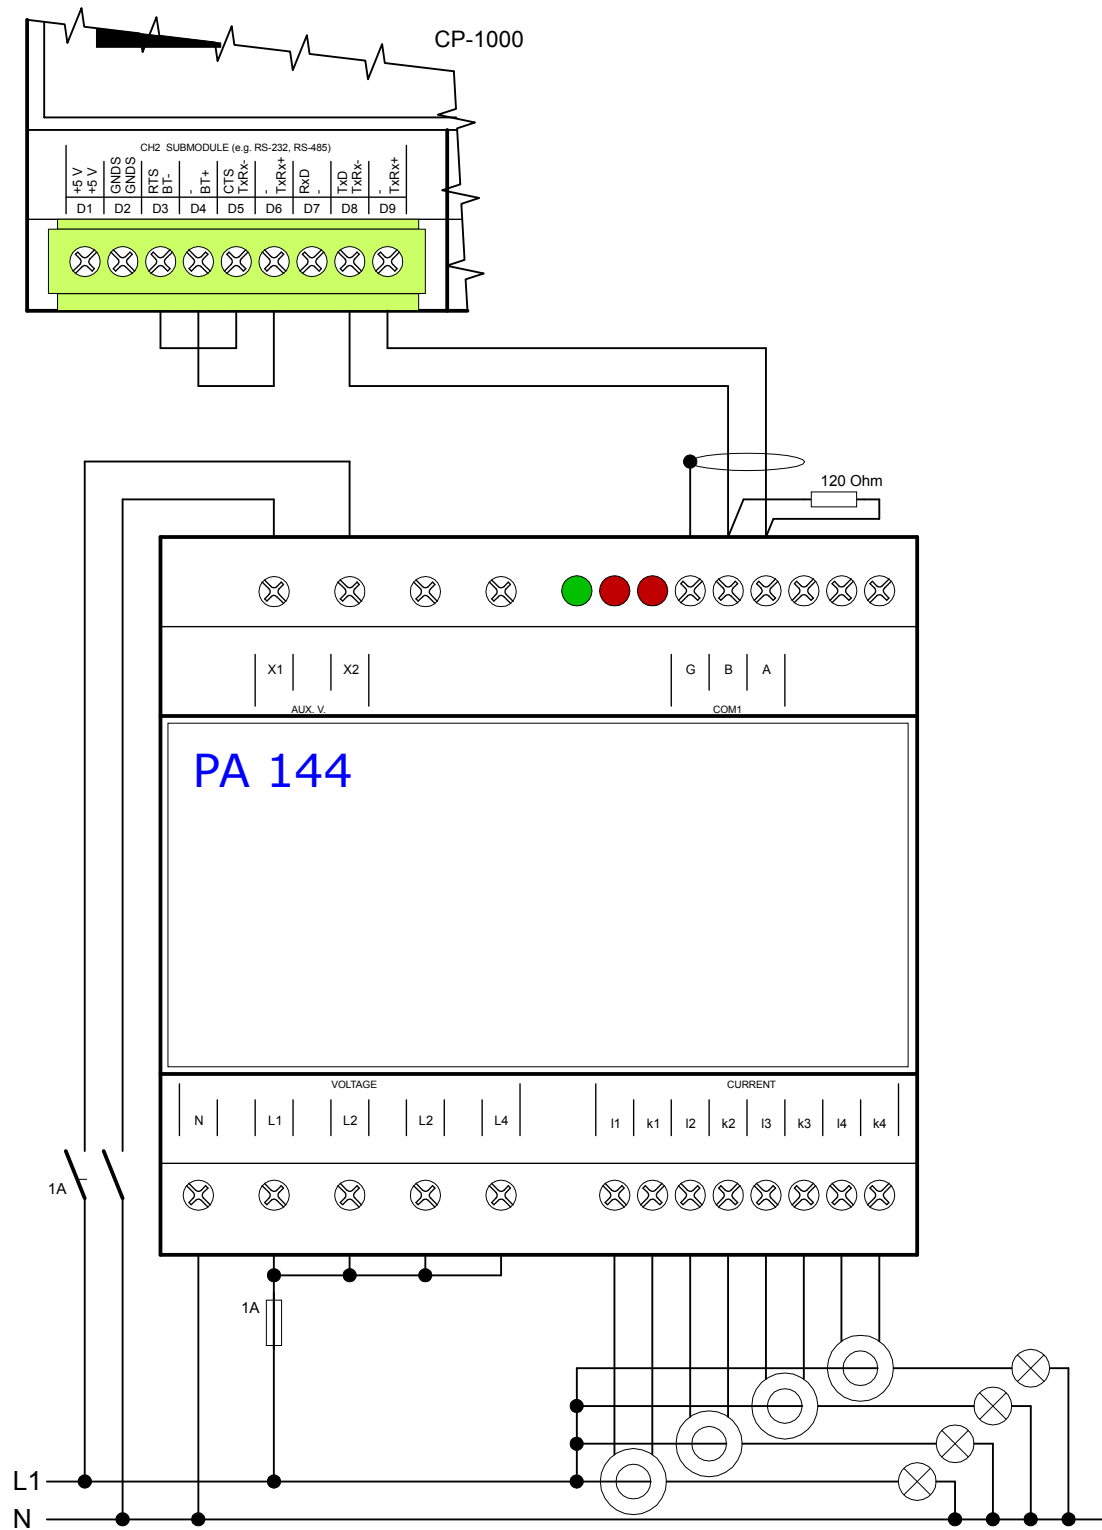 CP-1000
CH2 SUBMODULE (e.g. RS-232, RS-485)
+5 V
+5 V
GNDS
GNDS
RTS
BT-
-
BT+
CTS
TxRx-
-
TxRx+
RxD
-
TxD
TxRx-
-
TxRx+
D1 D2 D3 D4 D5 D6 D7 D8 D9
120 Ohm
X1 X2 G B A
AUX. V. COM1
PA 144
VOLTAGE CURRENT
N L1 L2 L2 L4 l1 k1 l2 k2 l3 k3 l4 k4
1A
1A
L1
N